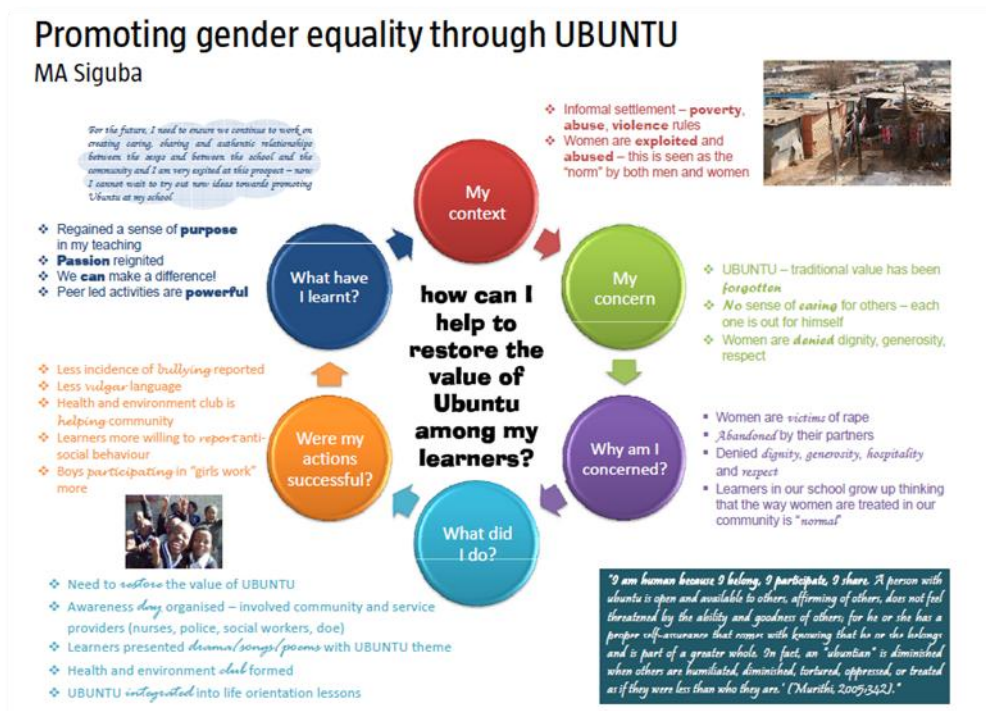 Promoting gender equality through UBUNTU
MA Siguba
For the future, I need to ensure we continue to work on
creating caring, sharing and authentic relationships
between the sexes and between the school and the
community and I am very exited at this prospect – now
I cannot wait to try out new ideas towards promoting
Ubuntu at my school
❖ Informal settlement – poverty,
abuse, violence rules
❖ Women are exploited and
abused – this is seen as the
"norm" by both men and women
My
context
❖ Regained a sense of purpose
in my teaching
❖ Passion reignited
❖ We can make a difference!
❖ Peer led activities are powerful
What have
I learnt?
My
concern
❖ UBUNTU – traditional value has been
forgotten
❖ No sense of caring for others – each
one is out for himself
❖ Women are denied dignity, generosity,
respect
how can I
help to
restore the
value of
Ubuntu
among my
learners?
❖ Less incidence of bullying reported
❖ Less vulgar language
❖ Health and environment club is
helping community
❖ Learners more willing to report anti-
social behaviour
❖ Boys participating in "girls work"
more
Were my
actions
successful?
Why am I
concerned?
▪ Women are victims of rape
▪ Abandoned by their partners
▪ Denied dignity, generosity, hospitality
and respect
▪ Learners in our school grow up thinking
that the way women are treated in our
community is "normal"
What did
I do?
❖ Need to restore the value of UBUNTU
❖ Awareness day organised – involved community and service
providers (nurses, police, social workers, doe)
❖ Learners presented drama/songs/poems with UBUNTU theme
❖ Health and environment club formed
❖ UBUNTU integrated into life orientation lessons
"I am human because I belong, I participate, I share. A person with
ubuntu is open and available to others, affirming of others, does not feel
threatened by the ability and goodness of others; for he or she has a
proper self-assurance that comes with knowing that he or she belongs
and is part of a greater whole. In fact, an "ubuntian" is diminished
when others are humiliated, diminished, tortured, oppressed, or treated
as if they were less than who they are.' (Murithi, 2005:342)."